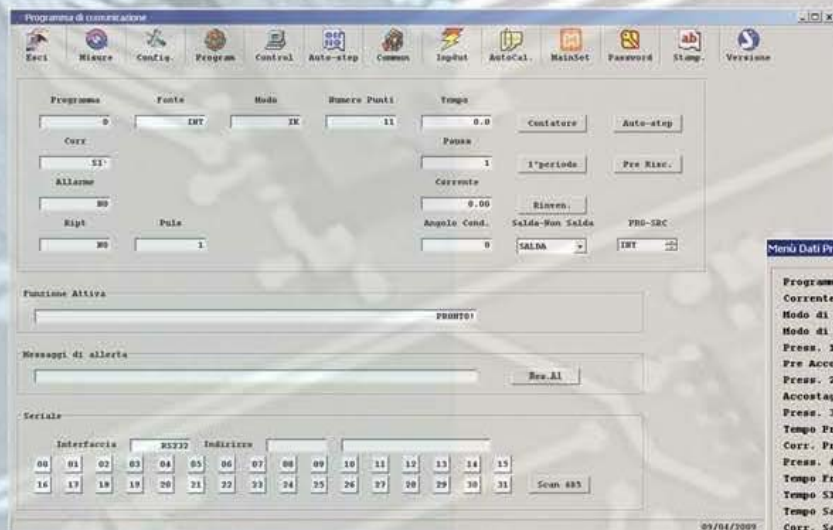 Programma di comunicazione
Esci Misure Config. Program Control Auto-step Common InpOut AutoCal. MainSet Password Stamp. Versione
Programma Fonte Modo Numero Punti Tempo
0 INT IK 11 0.0 Contatore Auto-step
Corr Pausa
SI' 1 1°periodo Pre Risc.
Allarme Corrente
NO 0.00 Rinven.
Ript Puls Angolo Cond. Salda-Non Salda PRG-SRC
NO 1 0 SALDA INT
Funzione Attiva
PRONTO!
Messaggi di allerta
Seriale
Interfaccia RS232 Indirizzo
00 01 02 03 04 05 06 07 08 09 10 11 12 13 14 15
16 17 18 19 20 21 22 23 24 25 26 27 28 29 30 31 Scan 485
09/04/2009
Menù Dati Pr
Programm
Corrente
Modo di
Modo di
Press. 1
Pre Acco
Press. 2
Accostag
Press. 3
Tempo Pr
Corr. Pr
Press. 4
Tempo Pr
Tempo Sl
Tempo Sa
Corr. Sa